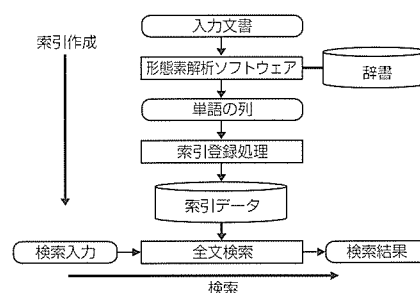 入力文書
索引作成
形態素解析ソフトウェア
辞書
単語の列
索引登録処理
索引データ
検索入力
全文検索
検索結果
検索